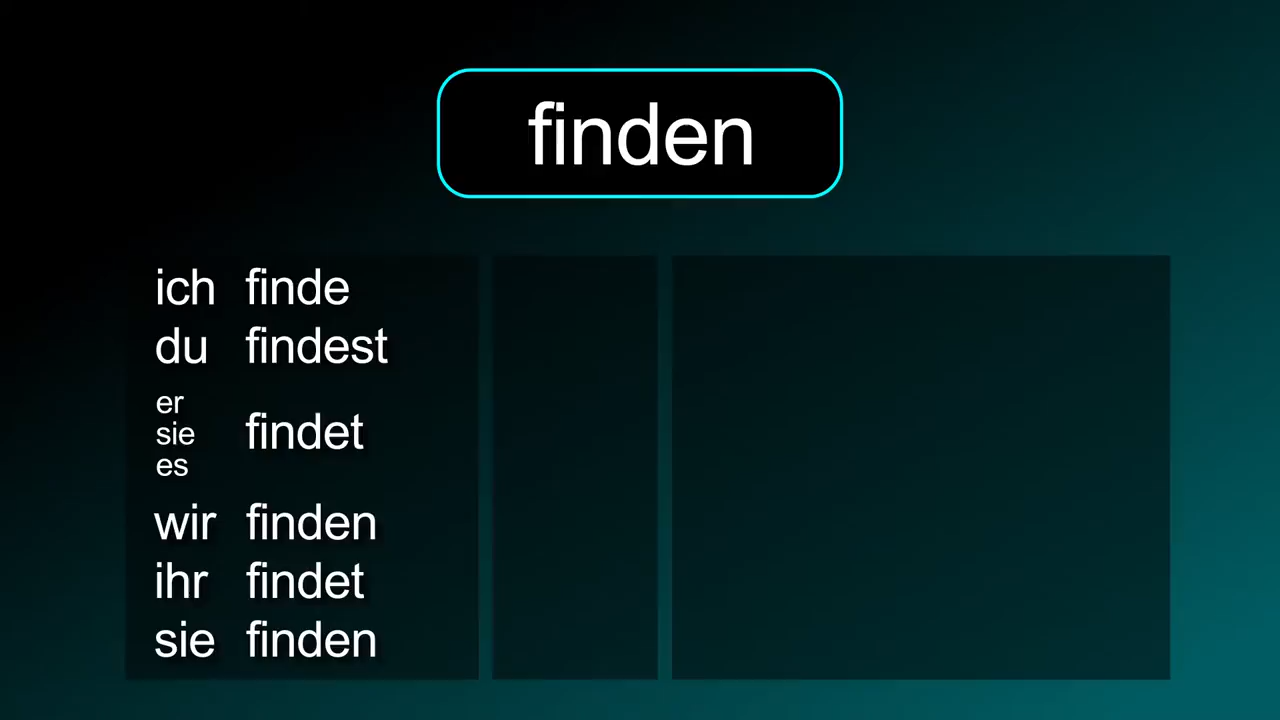 finden
ich finde
du findest
er
sie findet
es
wir finden
ihr findet
sie finden